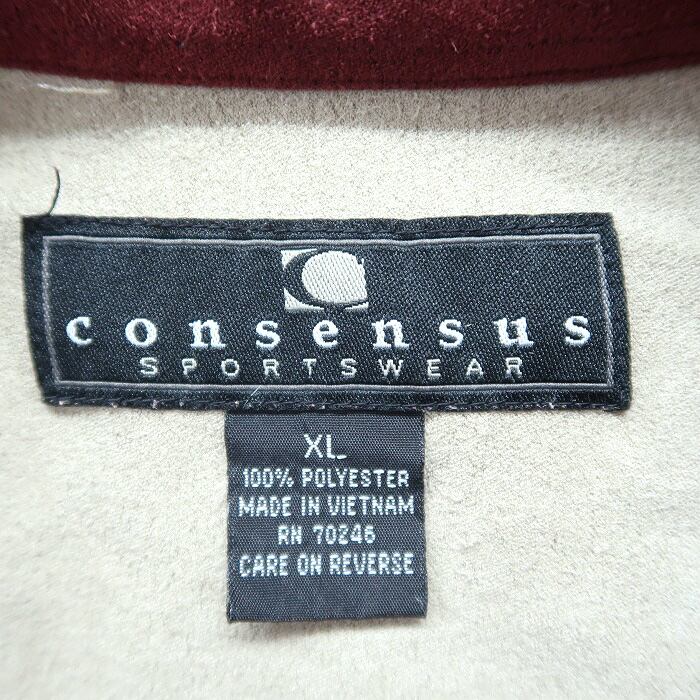 consensus
SPORTSWEAR
XL
100% POLYESTER
MADE IN VIETNAM
RN 70246
CARE ON REVERSE